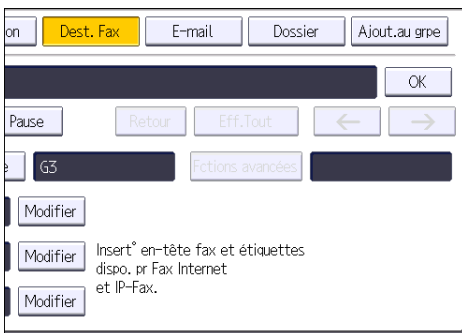 on Dest. Fax E-mail Dossier Ajout.au grpe
OK
Pause Retour Eff.Tout ← →
G3 Fctions avancées
Modifier
Modifier Insert° en-tête fax et étiquettes
dispo. pr Fax Internet
et IP-Fax.
Modifier